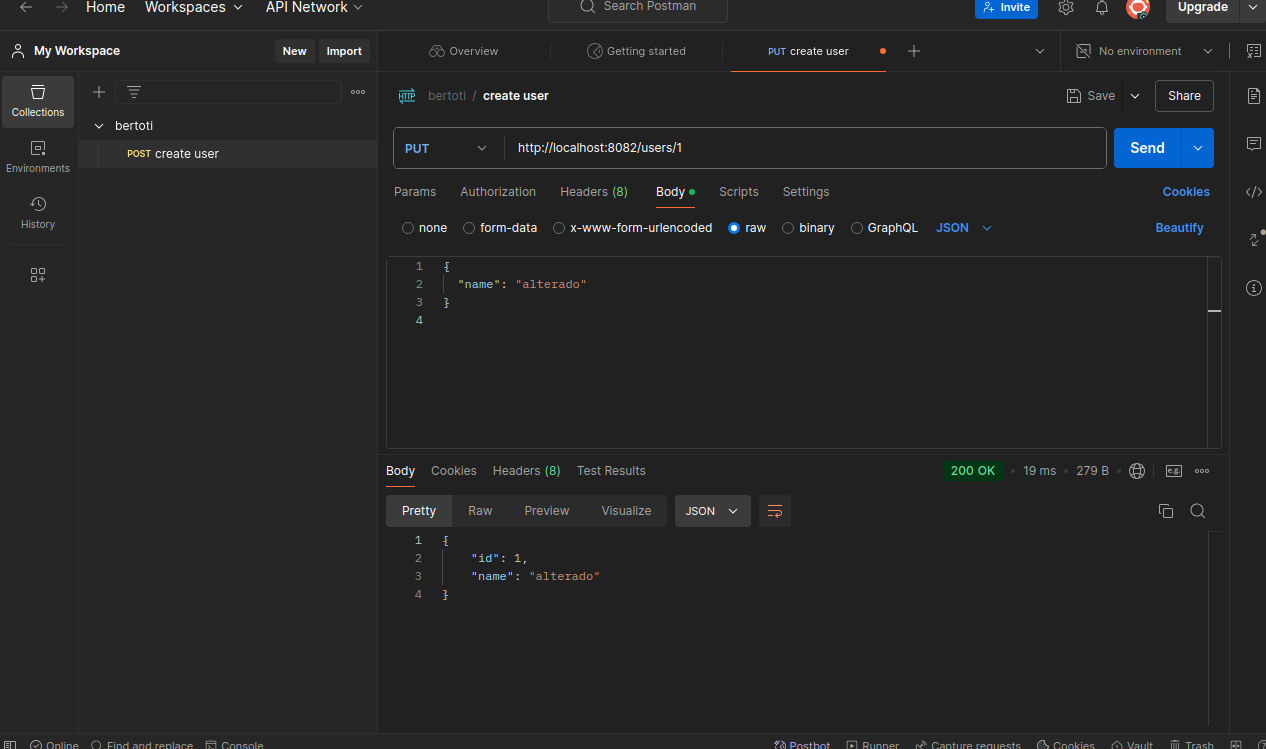 Home Workspaces API Network Search Postman Invite Upgrade
My Workspace New Import Overview Getting started PUT create user No environment
Collections
Environments
History
bertoti
POST create user
HTTP bertoti / create user Save Share
PUT http://localhost:8082/users/1 Send
Params Authorization Headers (8) Body Scripts Settings Cookies
none form-data x-www-form-urlencoded raw binary GraphQL JSON Beautify
1 {
2 "name": "alterado"
3 }
4
Body Cookies Headers (8) Test Results 200 OK • 19 ms • 279 B • e.g.
Pretty Raw Preview Visualize JSON
1 {
2 "id": 1,
3 "name": "alterado"
4 }
Online Find and replace Console Postbot Runner Capture requests Cookies Vault Trash